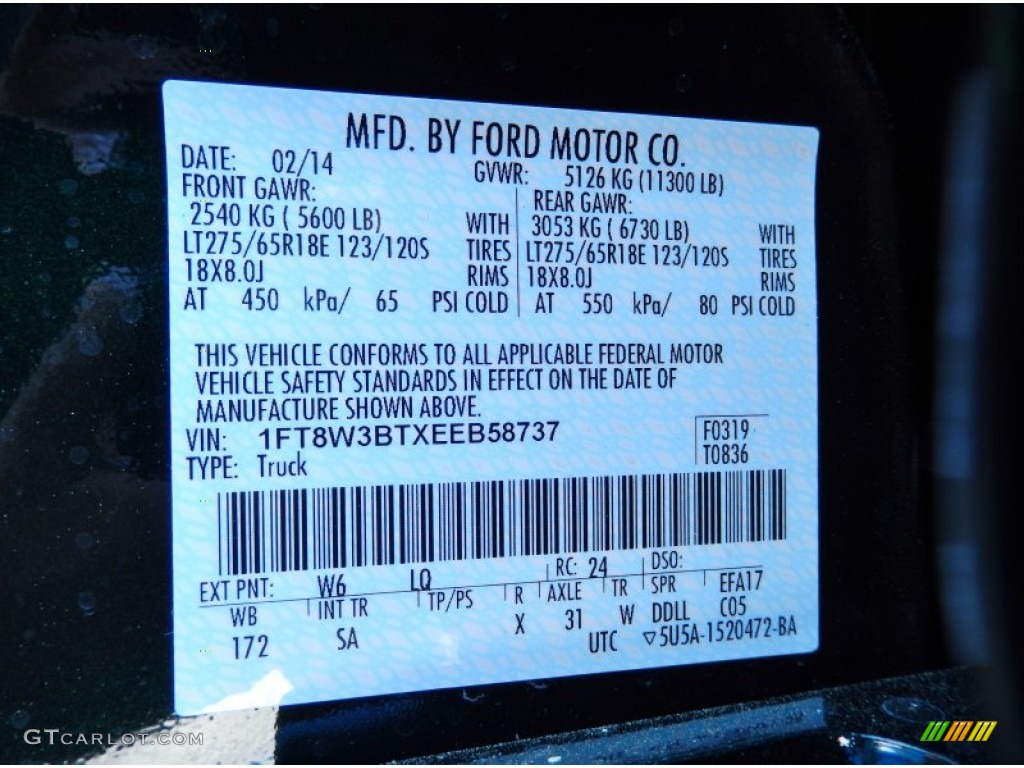 MFD. BY FORD MOTOR CO.
DATE: 02/14 GVWR: 5126 KG (11300 LB)
FRONT GAWR: REAR GAWR:
2540 KG ( 5600 LB) WITH 3053 KG ( 6730 LB) WITH
LT275/65R18E 123/120S TIRES LT275/65R18E 123/120S TIRES
18X8.0J RIMS 18X8.0J RIMS
AT 450 kPa/ 65 PSI COLD AT 550 kPa/ 80 PSI COLD
THIS VEHICLE CONFORMS TO ALL APPLICABLE FEDERAL MOTOR
VEHICLE SAFETY STANDARDS IN EFFECT ON THE DATE OF
MANUFACTURE SHOWN ABOVE.
VIN: 1FT8W3BTXEEB58737 F0319
TYPE: Truck T0836
EXT PNT: W6 LQ RC: 24 DSO:
WB INT TR TP/PS R AXLE TR SPR EFA17
172 SA X 31 W DDLL C05
UTC ▽5U5A-1520472-BA
GTCARLOT.COM